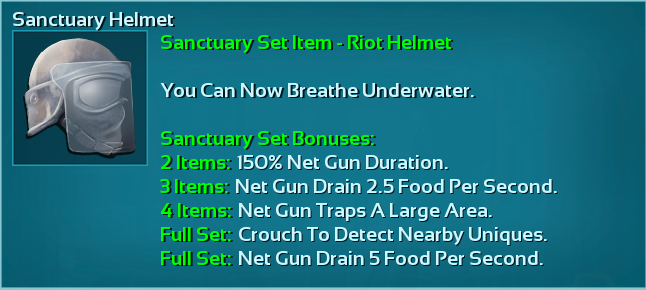 Sanctuary Helmet
Sanctuary Set Item - Riot Helmet
You Can Now Breathe Underwater.
Sanctuary Set Bonuses:
2 Items: 150% Net Gun Duration.
3 Items: Net Gun Drain 2.5 Food Per Second.
4 Items: Net Gun Traps A Large Area.
Full Set: Crouch To Detect Nearby Uniques.
Full Set: Net Gun Drain 5 Food Per Second.